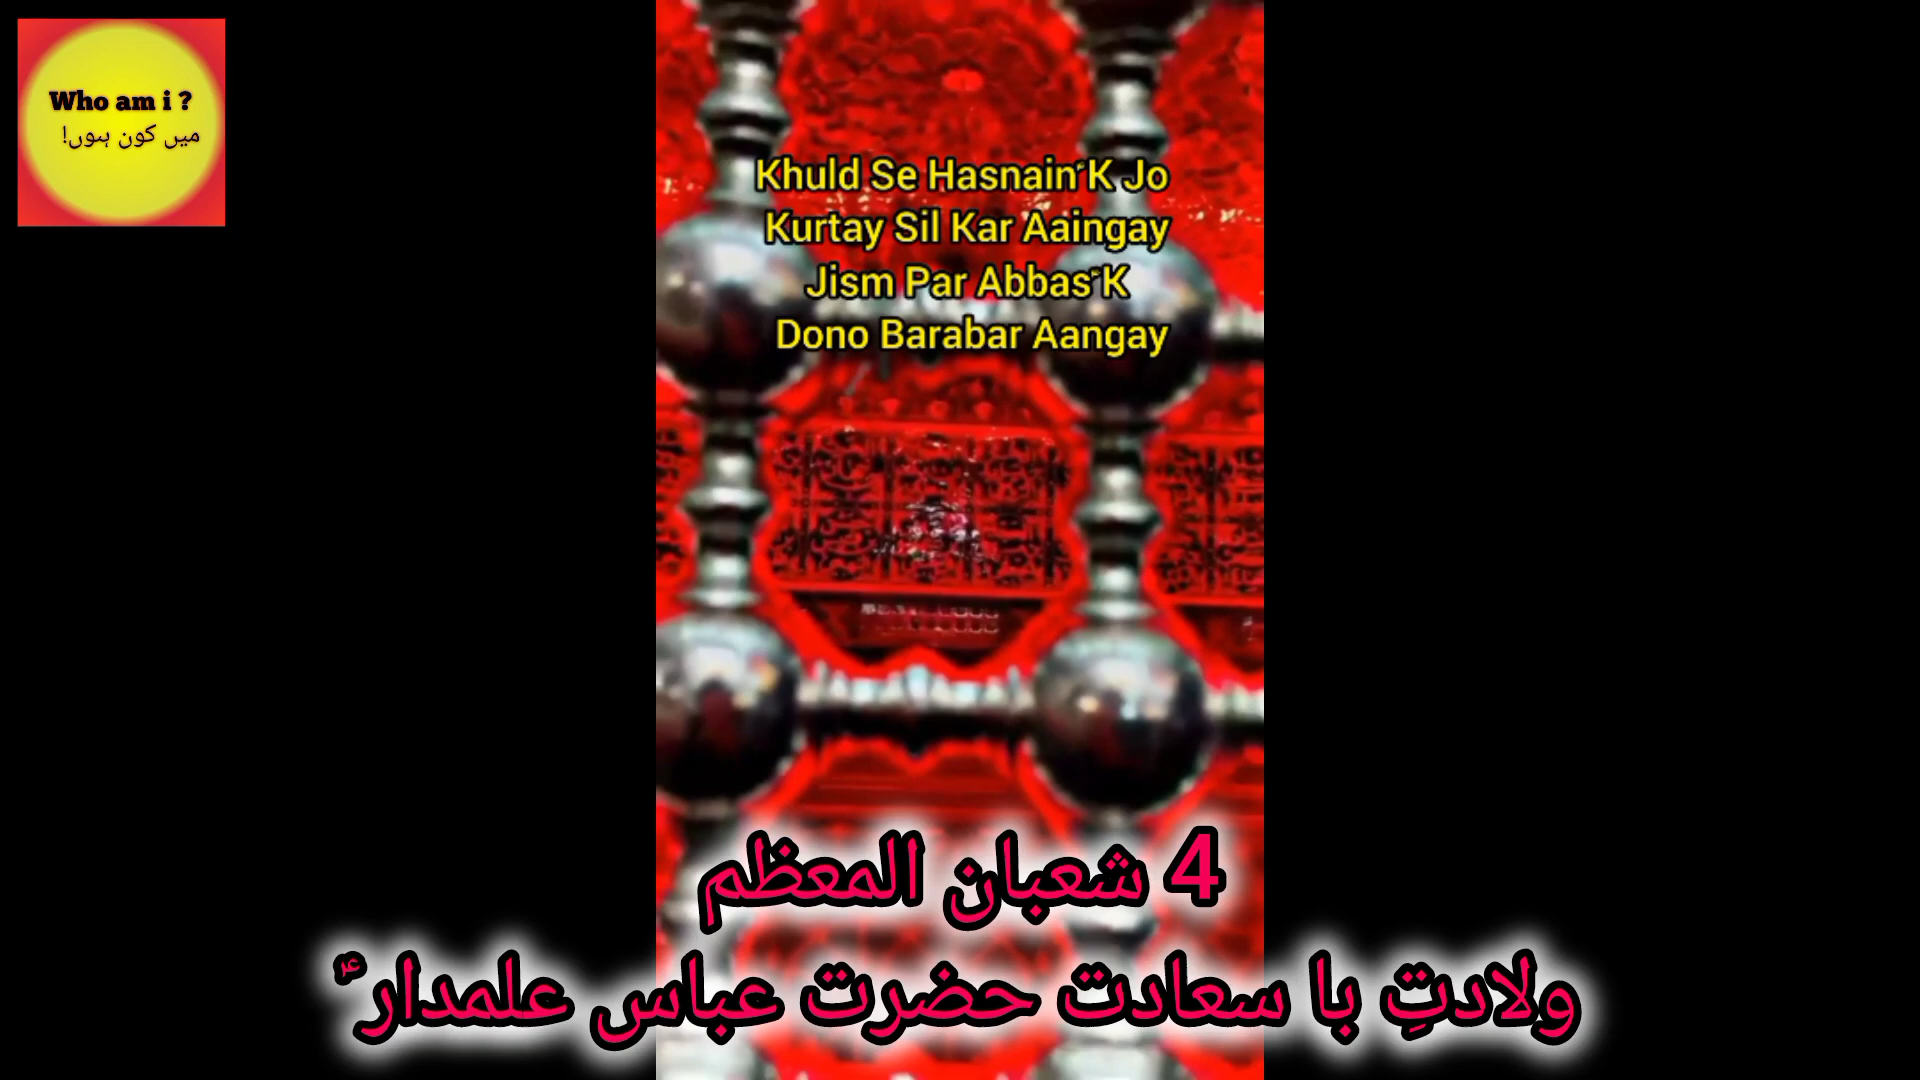 Who am i ?
میں کون ہوں!
Khuld Se Hasnainؑ K Jo
Kurtay Sil Kar Aaingay
Jism Par Abbasؑ K
Dono Barabar Aangay
4 شعبان المعظم
ولادتِ با سعادت حضرت عباس علمدار ؑ